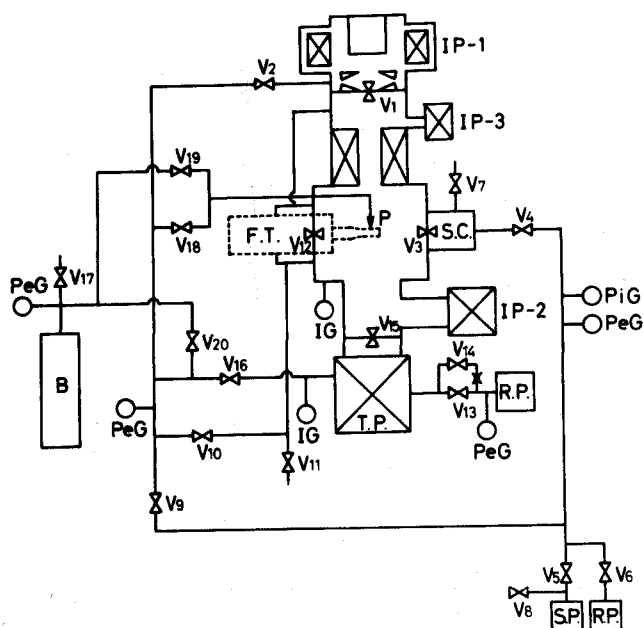 IP-1
V2
V1
IP-3
V19
V7
P
V4
F.T.
V12
V3
S.C.
V18
V17
PeG
PiG
PeG
IG
V15
IP-2
V20
V14
B
V16
T.P.
V13
R.P.
PeG
IG
PeG
V10
V11
V9
V5
V6
V8
S.P.
R.P.